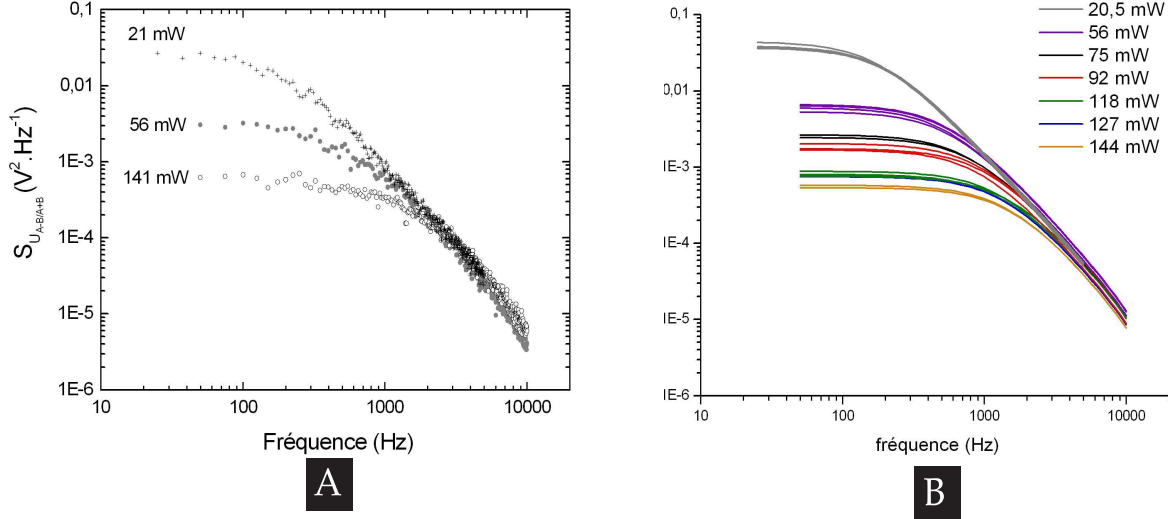 0,1
0,01
1E-3
1E-4
1E-5
1E-6
S U A-B/A+B (V².Hz⁻¹)
21 mW
56 mW
141 mW
10
100
1000
10000
Fréquence (Hz)
A
0,1
0,01
IE-3
IE-4
IE-5
IE-6
20,5 mW
56 mW
75 mW
92 mW
118 mW
127 mW
144 mW
10
100
1000
10000
fréquence (Hz)
B